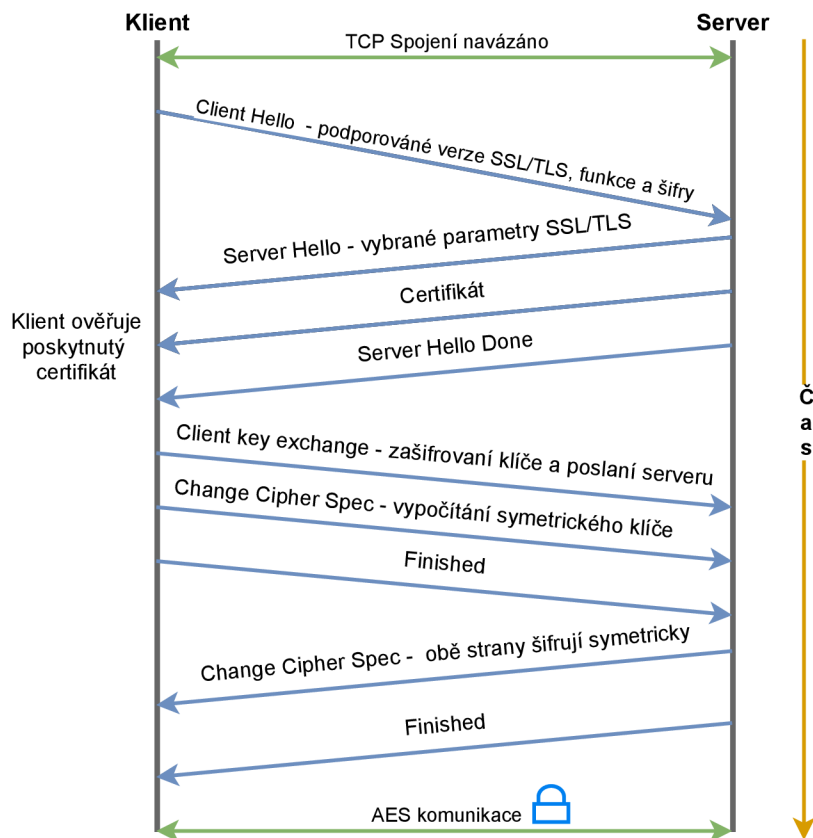 Klient
Server
TCP Spojení navázáno
Client Hello - podporováné verze SSL/TLS, funkce a šifry
Server Hello - vybrané parametry SSL/TLS
Certifikát
Klient ověřuje
poskytnutý
certifikát
Server Hello Done
Č
a
s
Client key exchange - zašifrovaní klíče a poslaní serveru
Change Cipher Spec - vypočítání symetrického klíče
Finished
Change Cipher Spec - obě strany šifrují symetricky
Finished
AES komunikace